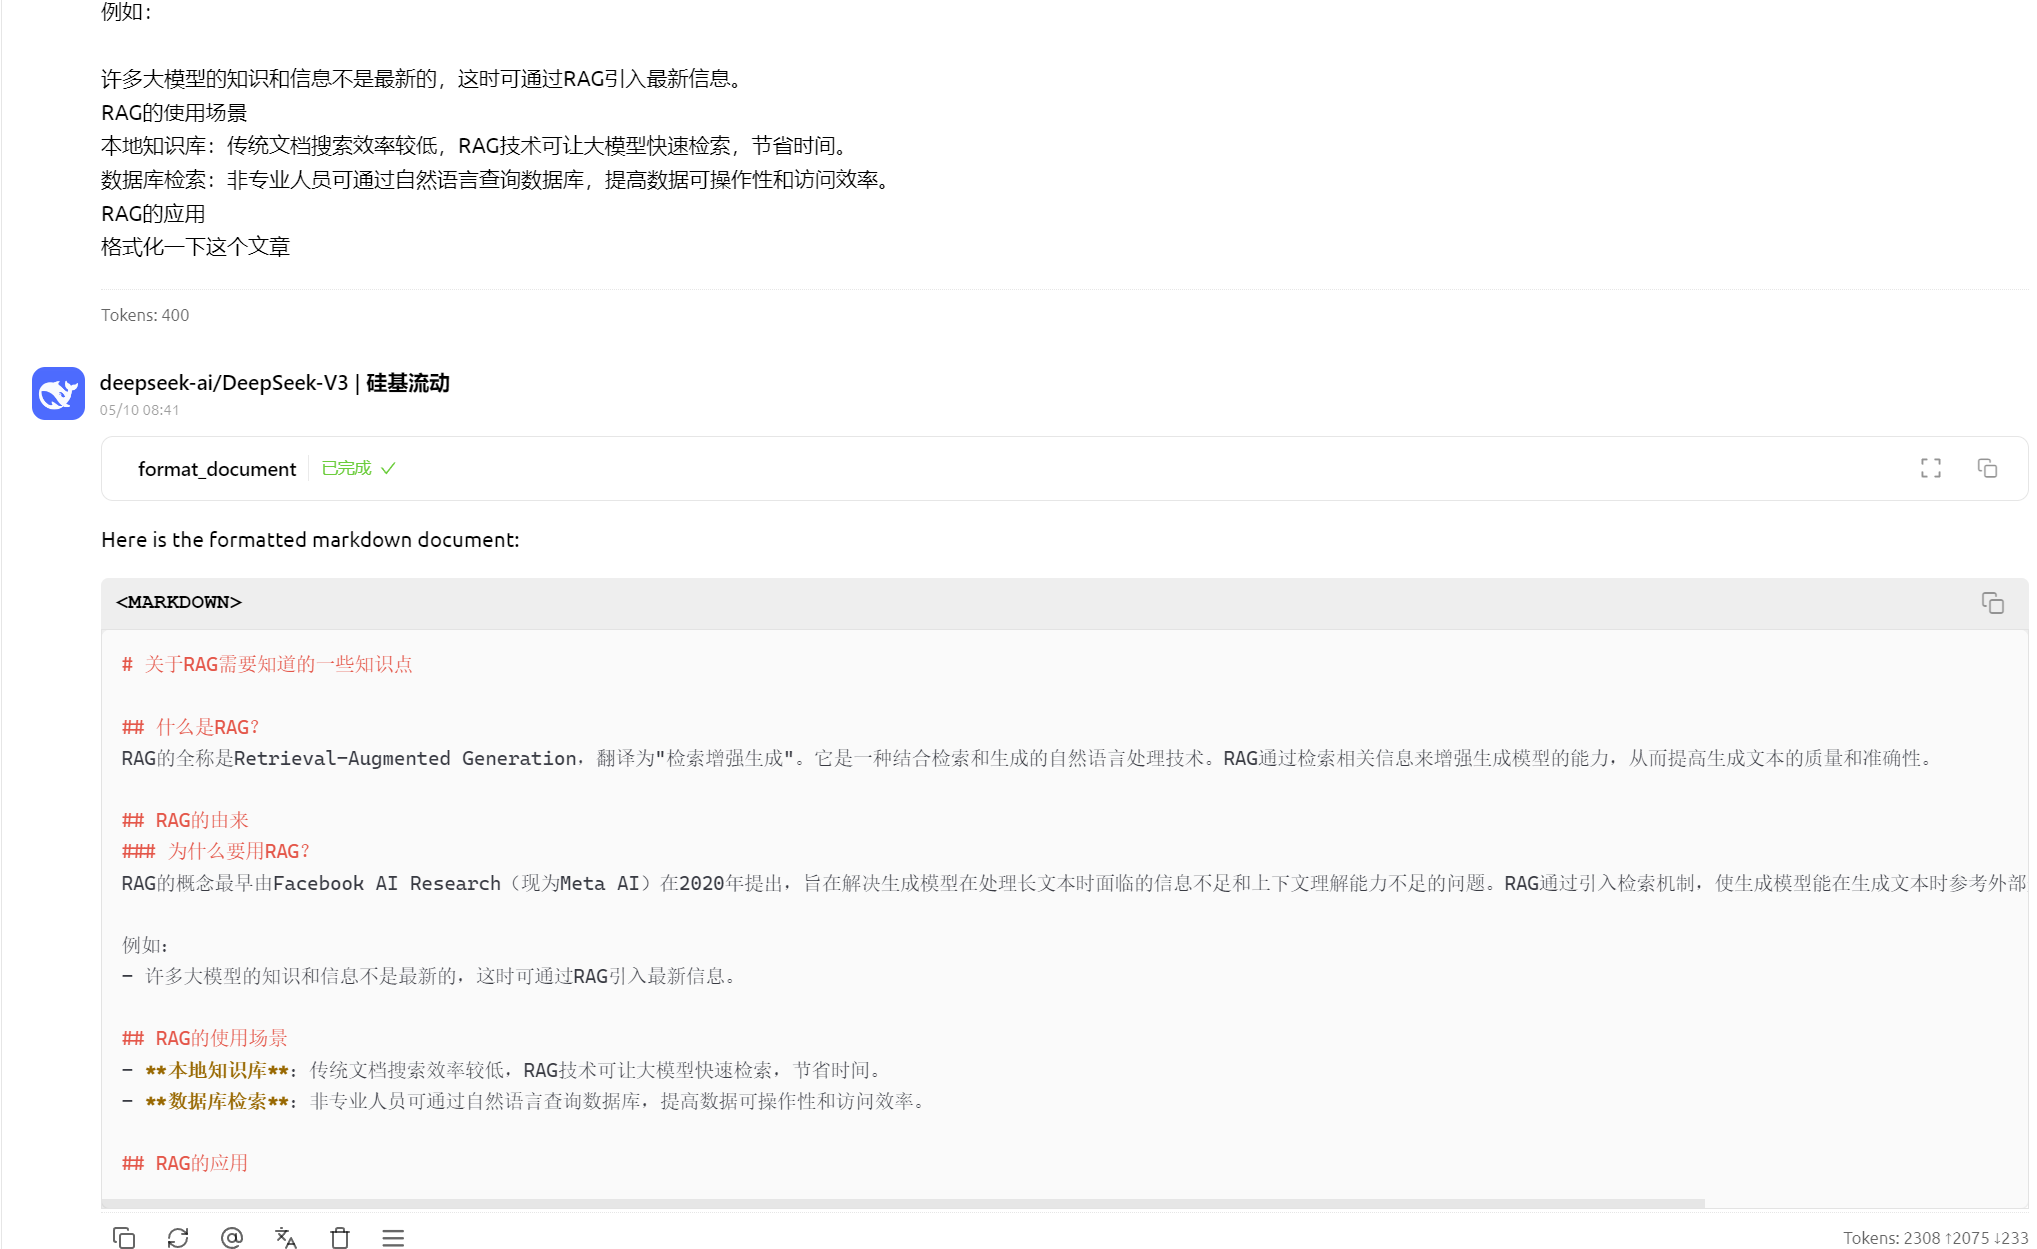 例如：
许多大模型的知识和信息不是最新的，这时可通过RAG引入最新信息。
RAG的使用场景
本地知识库：传统文档搜索效率较低，RAG技术可让大模型快速检索，节省时间。
数据库检索：非专业人员可通过自然语言查询数据库，提高数据可操作性和访问效率。
RAG的应用
格式化一下这个文章
Tokens: 400
deepseek-ai/DeepSeek-V3 | 硅基流动
05/10 08:41
format_document 已完成
Here is the formatted markdown document:
<MARKDOWN>
# 关于RAG需要知道的一些知识点
## 什么是RAG？
RAG的全称是Retrieval-Augmented Generation，翻译为"检索增强生成"。它是一种结合检索和生成的自然语言处理技术。RAG通过检索相关信息来增强生成模型的能力，从而提高生成文本的质量和准确性。
## RAG的由来
### 为什么要用RAG？
RAG的概念最早由Facebook AI Research（现为Meta AI）在2020年提出，旨在解决生成模型在处理长文本时面临的信息不足和上下文理解能力不足的问题。RAG通过引入检索机制，使生成模型能在生成文本时参考外部
例如：
- 许多大模型的知识和信息不是最新的，这时可通过RAG引入最新信息。
## RAG的使用场景
- **本地知识库**：传统文档搜索效率较低，RAG技术可让大模型快速检索，节省时间。
- **数据库检索**：非专业人员可通过自然语言查询数据库，提高数据可操作性和访问效率。
## RAG的应用
Tokens: 2308 ↑2075 ↓233